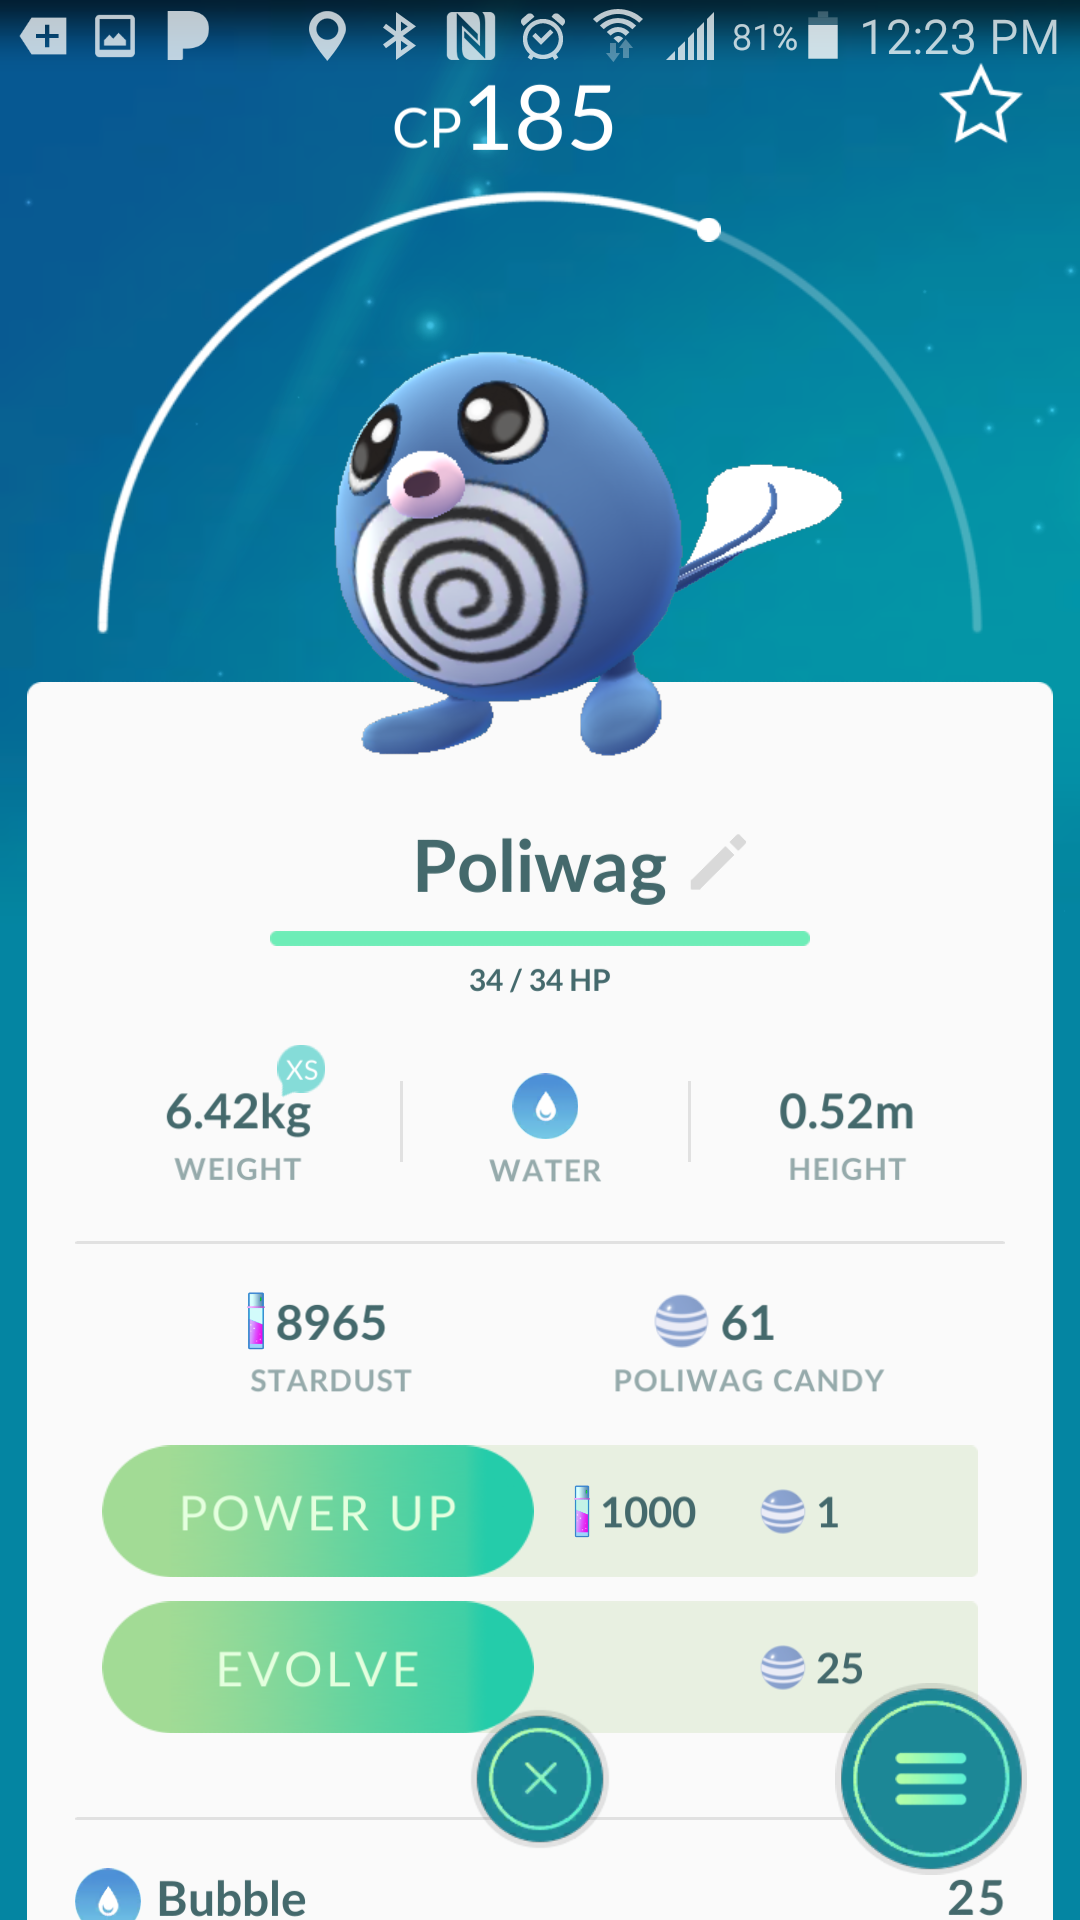 81% 12:23 PM
CP185
Poliwag
34 / 34 HP
XS
6.42kg
WEIGHT
WATER
0.52m
HEIGHT
8965
STARDUST
61
POLIWAG CANDY
POWER UP 1000 1
EVOLVE 25
Bubble 25